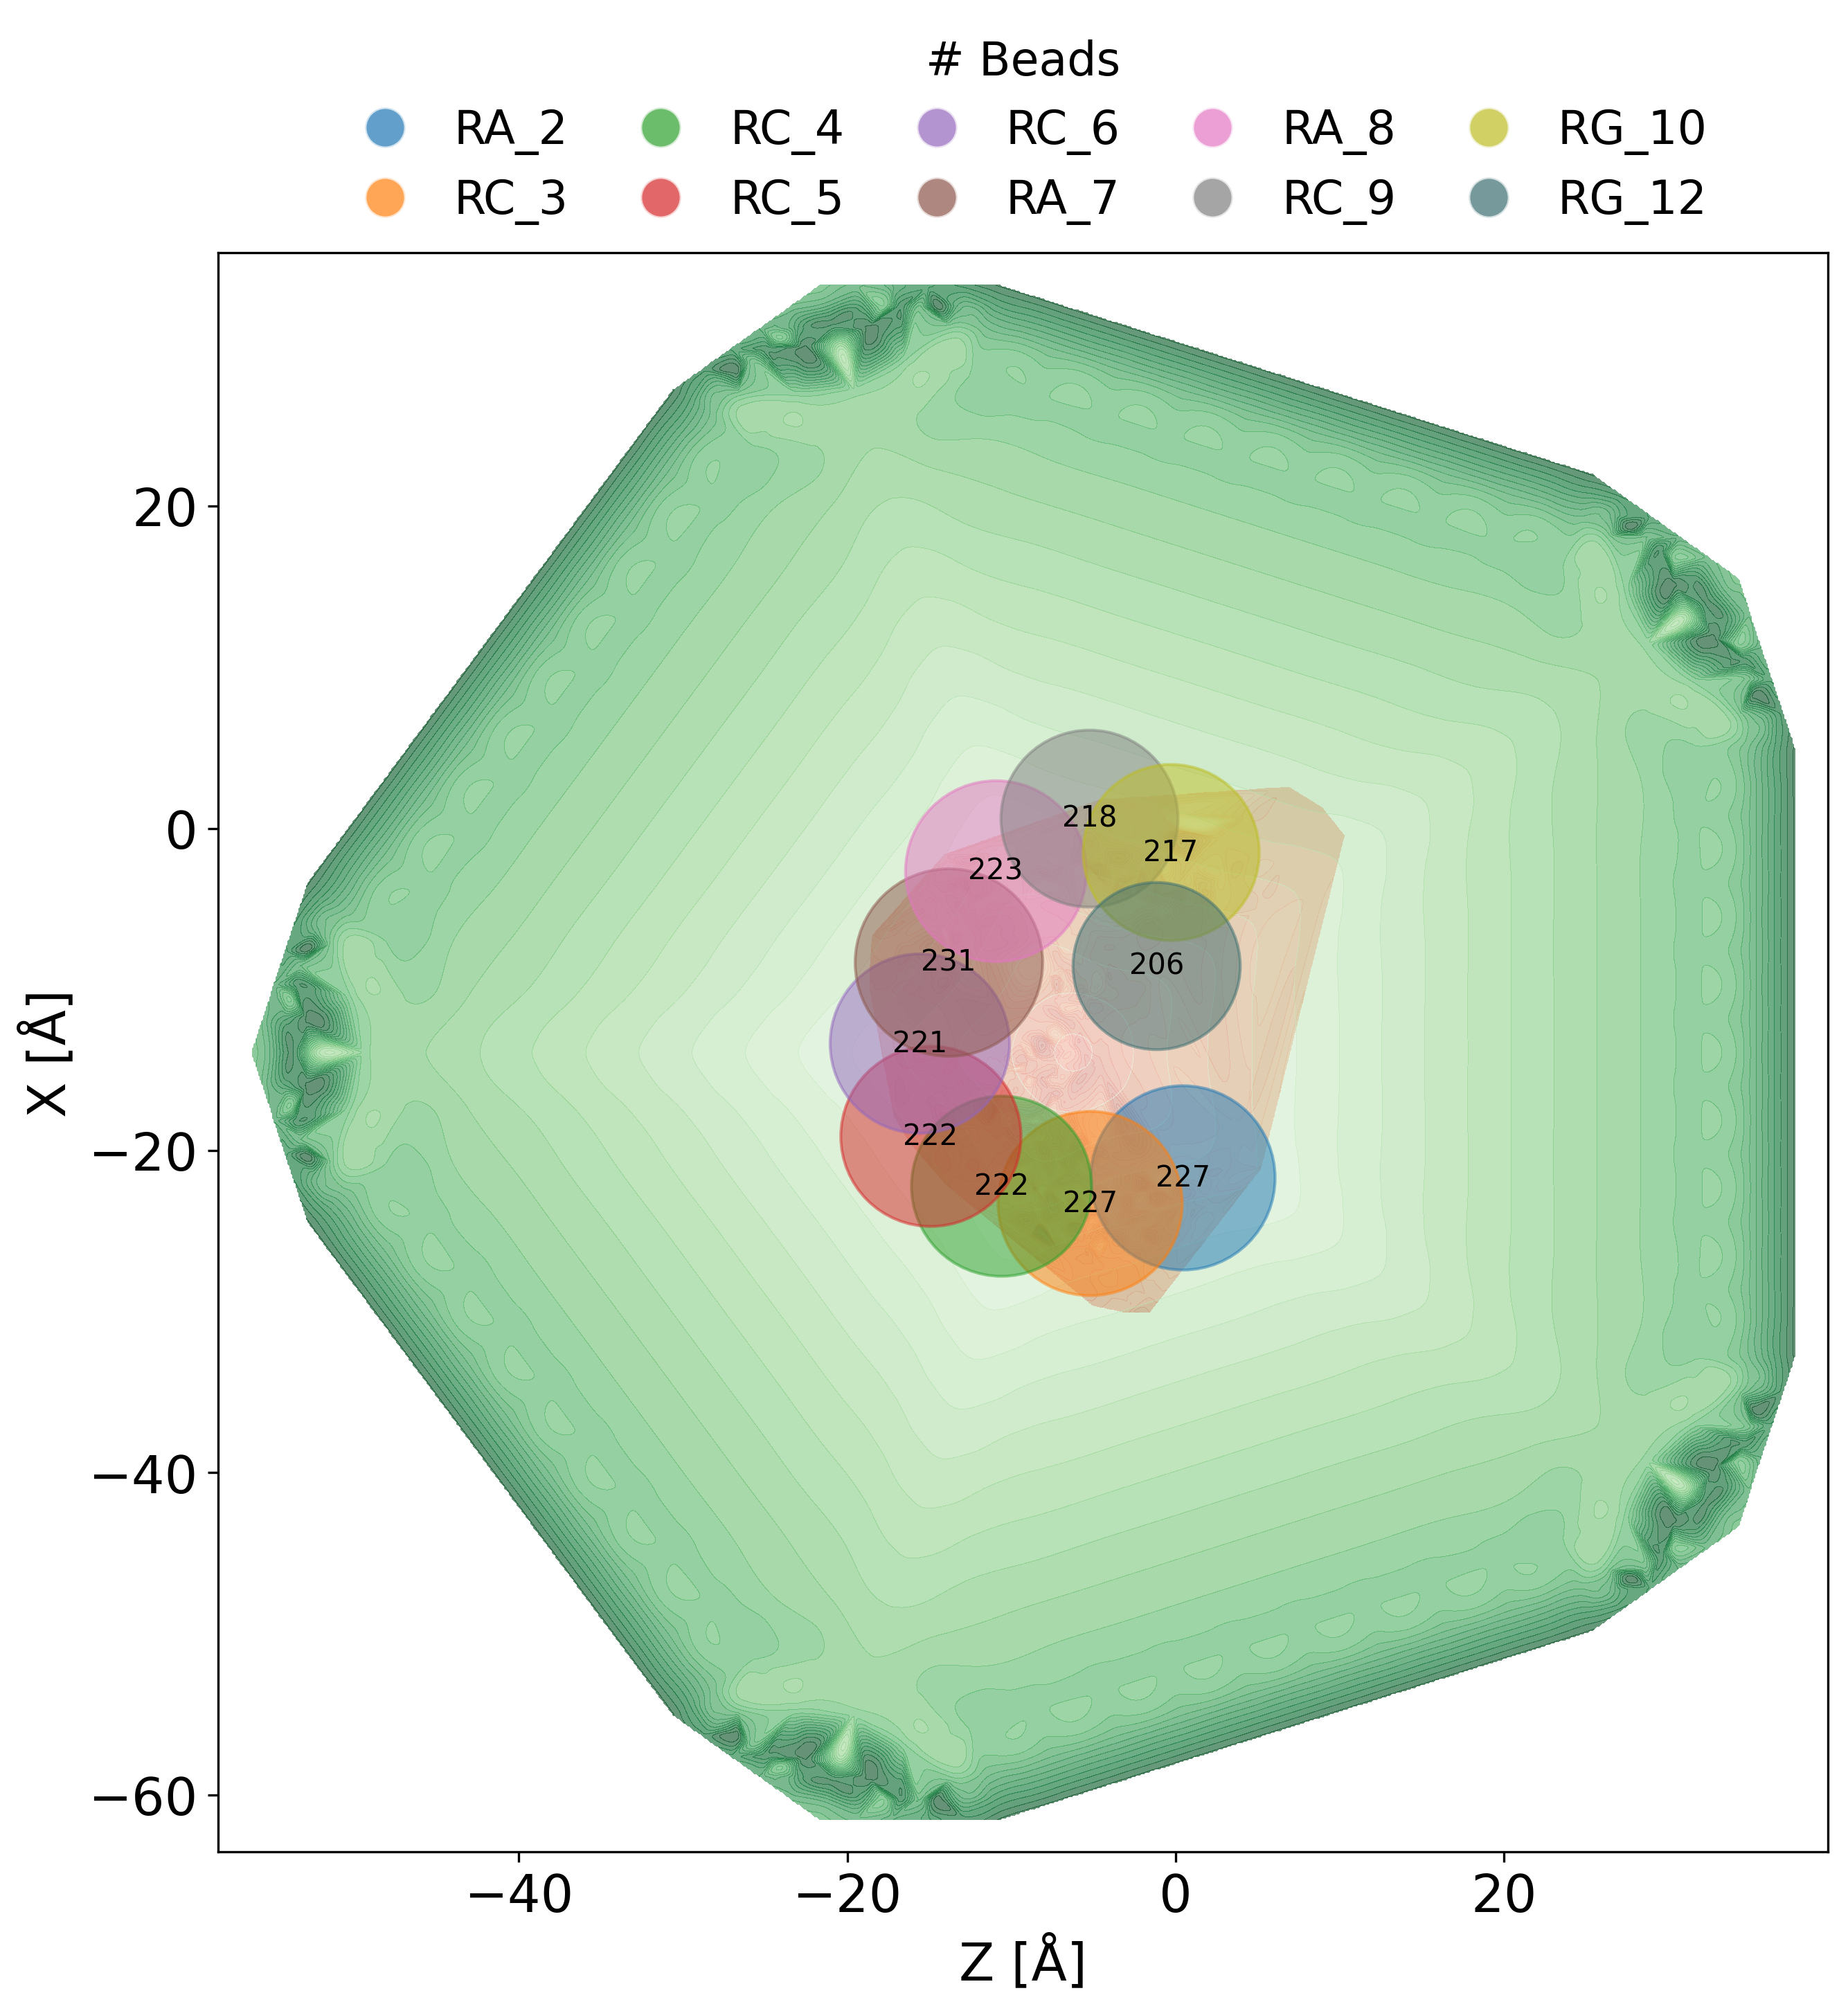 # Beads
RA_2 RC_4 RC_6 RA_8 RG_10
RC_3 RC_5 RA_7 RC_9 RG_12
X [Å]
20
0
−20
−40
−60
218
217
223
231
206
221
222
222
227
227
−40 −20 0 20
Z [Å]